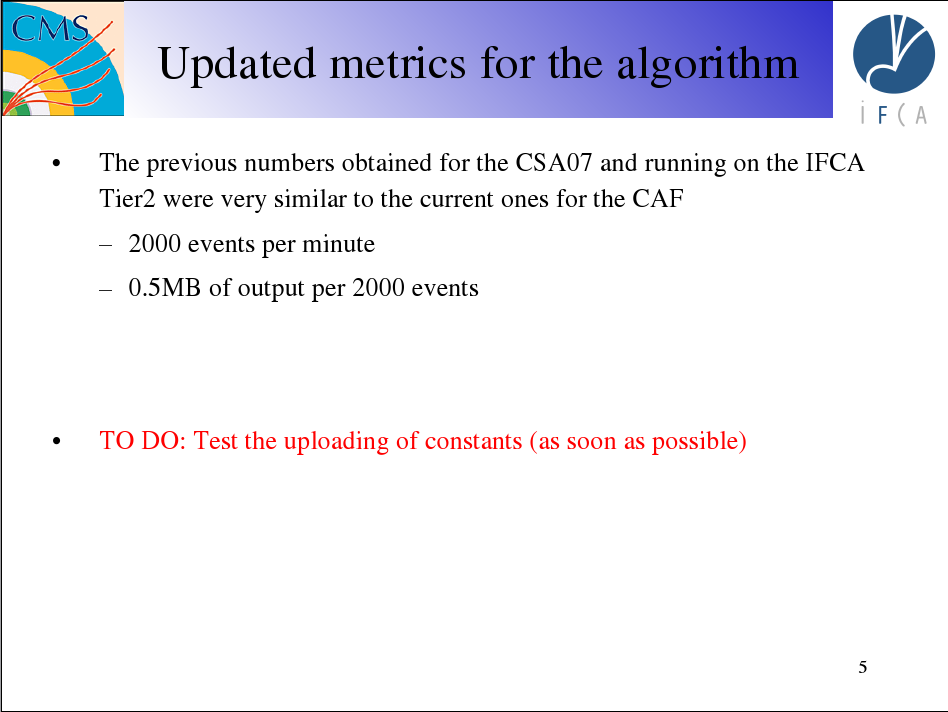 CMS
Updated metrics for the algorithm
i F ( A
• The previous numbers obtained for the CSA07 and running on the IFCA
Tier2 were very similar to the current ones for the CAF
– 2000 events per minute
– 0.5MB of output per 2000 events
• TO DO: Test the uploading of constants (as soon as possible)
5